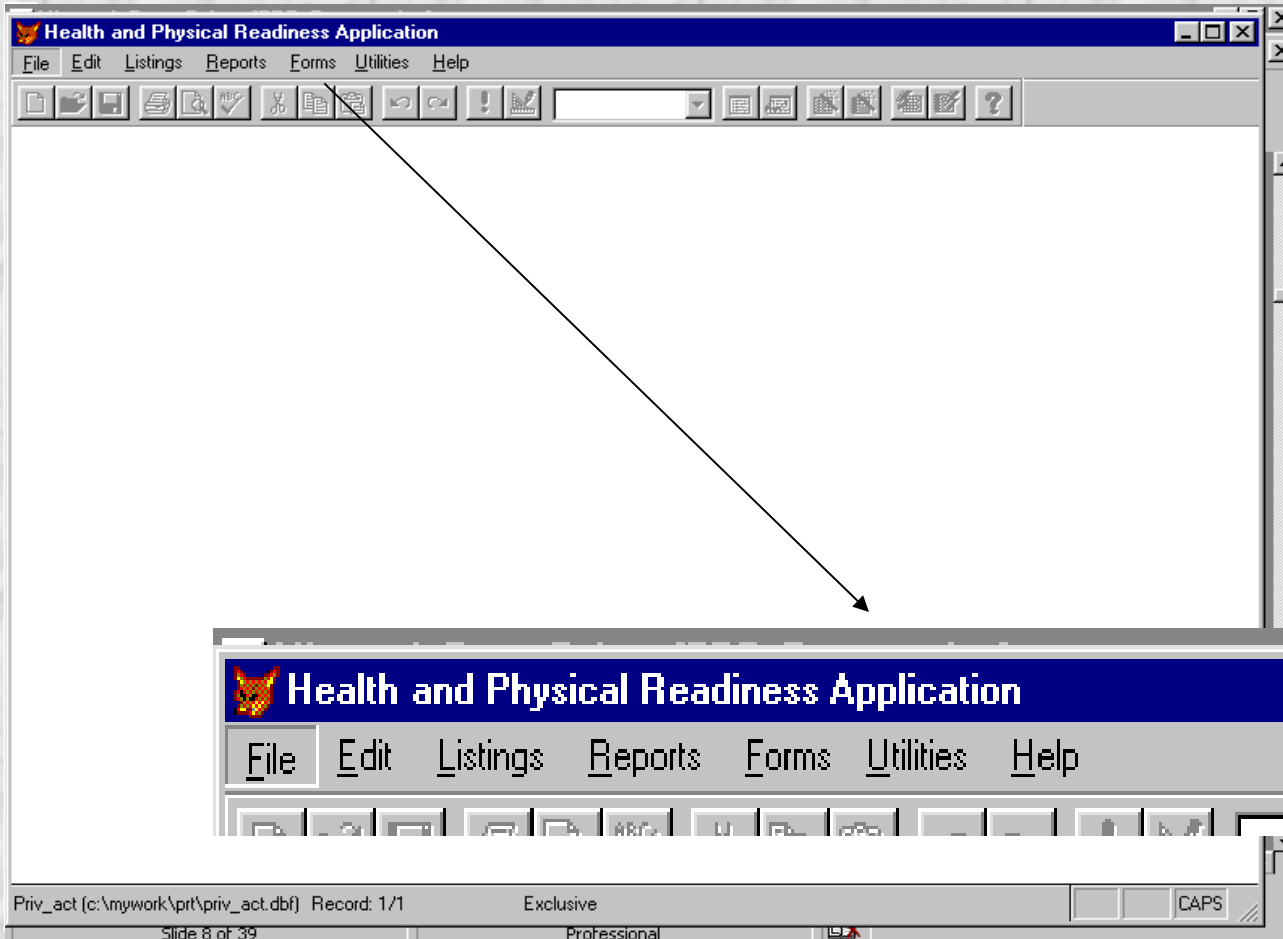 Health and Physical Readiness Application
File Edit Listings Reports Forms Utilities Help
ABC
Health and Physical Readiness Application
File Edit Listings Reports Forms Utilities Help
Priv_act (c:\mywork\prt\priv_act.dbf) Record: 1/1 Exclusive CAPS
Slide 8 of 39 Professional